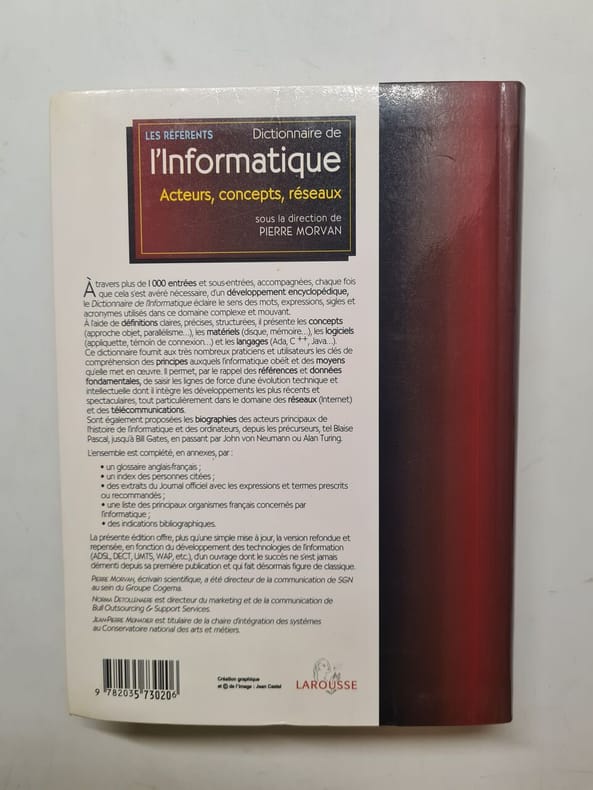 LES RÉFÉRENTS Dictionnaire de
l'Informatique
Acteurs, concepts, réseaux
sous la direction de
PIERRE MORVAN
À travers plus de 1 000 entrées et sous-entrées, accompagnées, chaque fois
que cela s'est avéré nécessaire, d'un développement encyclopédique,
le Dictionnaire de l'Informatique éclaire le sens des mots, expressions, sigles et
acronymes utilisés dans ce domaine complexe et mouvant.
À l'aide de définitions claires, précises, structurées, il présente les concepts
(approche objet, parallélisme...), les matériels (disque, mémoire...), les logiciels
(appliquette, témoin de connexion...) et les langages (Ada, C ++, Java...).
Ce dictionnaire fournit aux très nombreux praticiens et utilisateurs les clés de
compréhension des principes auxquels l'informatique obéit et des moyens
qu'elle met en œuvre. Il permet, par le rappel des références et données
fondamentales, de saisir les lignes de force d'une évolution technique et
intellectuelle dont il intègre les développements les plus récents et
spectaculaires, tout particulièrement dans le domaine des réseaux (Internet)
et des télécommunications.
Sont également proposées les biographies des acteurs principaux de
l'histoire de l'informatique et des ordinateurs, depuis les précurseurs, tel Blaise
Pascal, jusqu'à Bill Gates, en passant par John von Neumann ou Alan Turing.
L'ensemble est complété, en annexes, par :
• un glossaire anglais-français ;
• un index des personnes citées ;
• des extraits du Journal officiel avec les expressions et termes prescrits
ou recommandés ;
• une liste des principaux organismes français concernés par
l'informatique ;
• des indications bibliographiques.
La présente édition offre, plus qu'une simple mise à jour, la version refondue et
repensée, en fonction du développement des technologies de l'information
(ADSL, DECT, UMTS, WAP, etc.), d'un ouvrage dont le succès ne s'est jamais
démenti depuis sa première publication et qui fait désormais figure de classique.
PIERRE MORVAN, écrivain scientifique, a été directeur de la communication de SGN
au sein du Groupe Cogema.
NORMA DETOLLENAERE est directeur du marketing et de la communication de
Bull Outsourcing & Support Services.
JEAN-PIERRE MEINADIER est titulaire de la chaire d'intégration des systèmes
au Conservatoire national des arts et métiers.
9 782035 730206
Création graphique
et © de l'image : Jean Castel
LAROUSSE